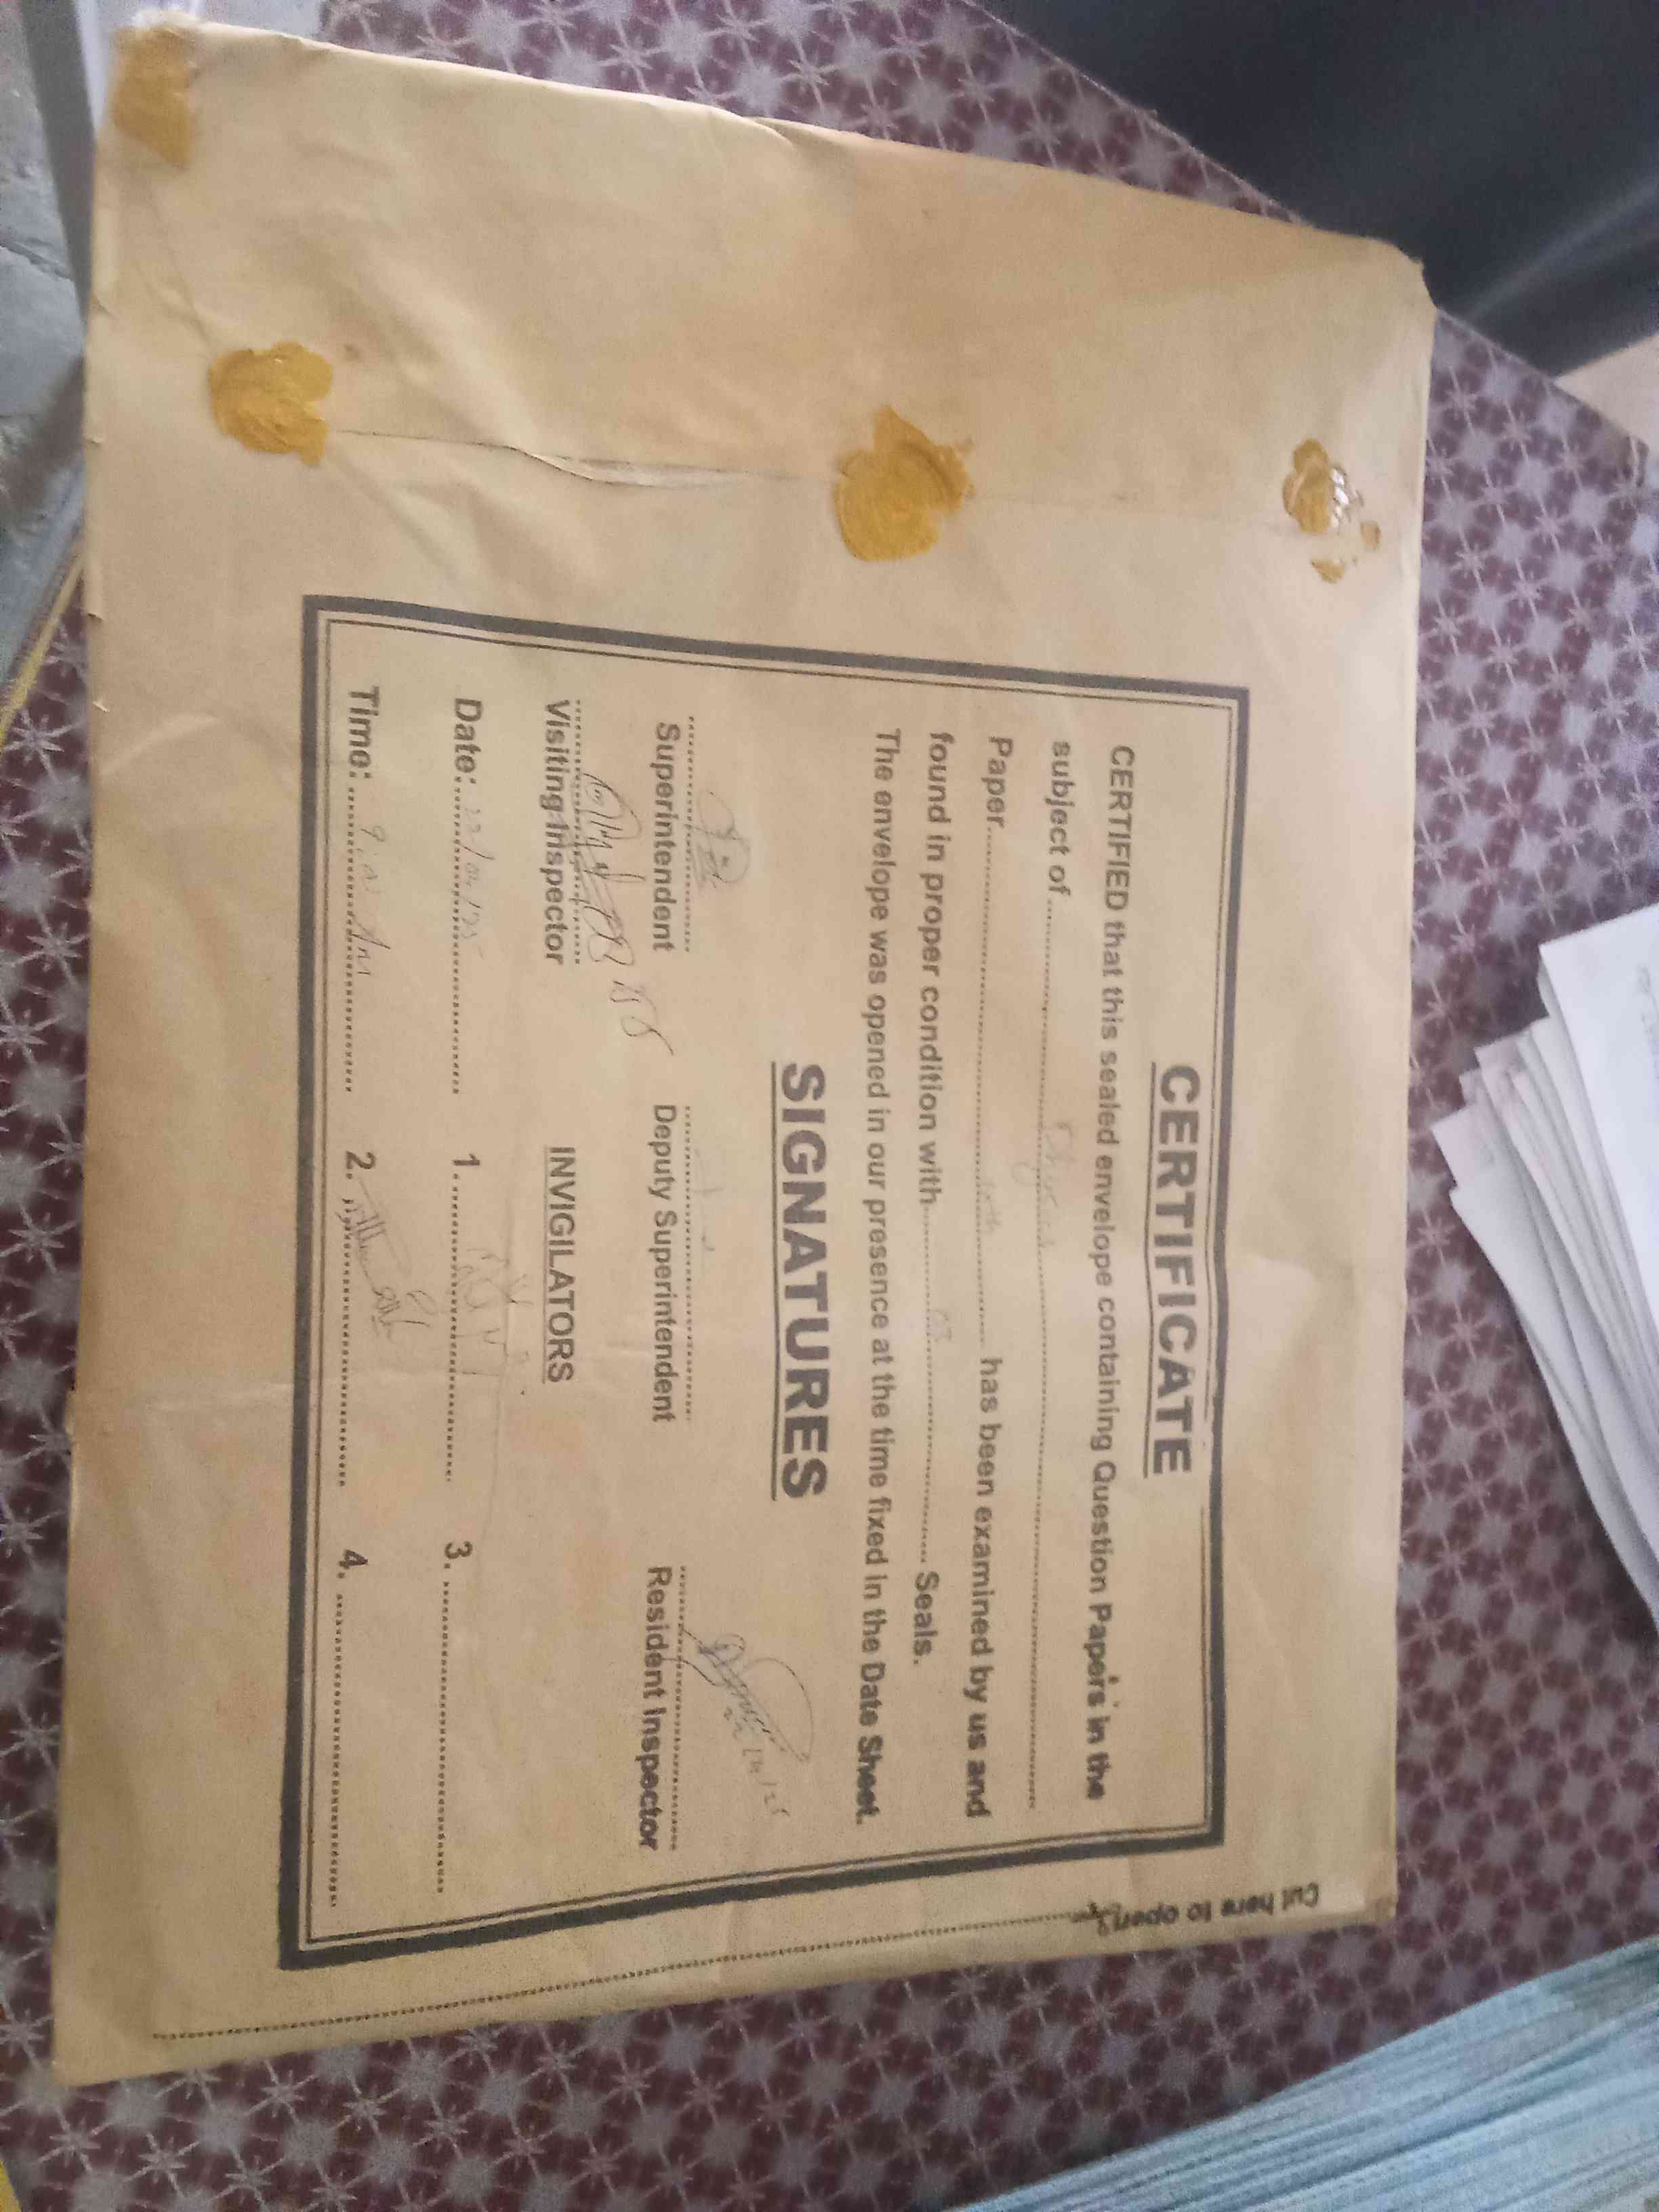 CERTIFICATE
CERTIFIED that this sealed envelope containing Question Papers in the
subject of
Paper has been examined by us and
found in proper condition with Seals.
The envelope was opened in our presence at the time fixed in the Date Sheet.
SIGNATURES
Superintendent Deputy Superintendent Resident Inspector
Visiting Inspector INVIGILATORS
Date: 1. 3.
Time: 2. 4.
Cut here to open